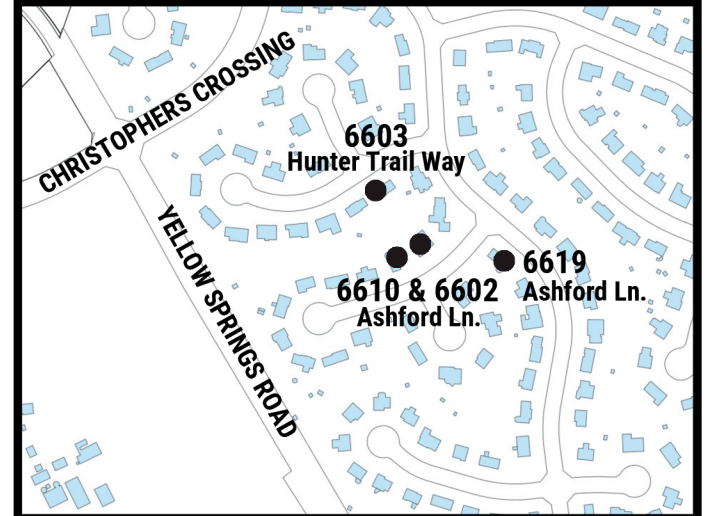 CHRISTOPHERS CROSSING
6603
Hunter Trail Way
YELLOW SPRINGS ROAD
6619
Ashford Ln.
6610 & 6602
Ashford Ln.